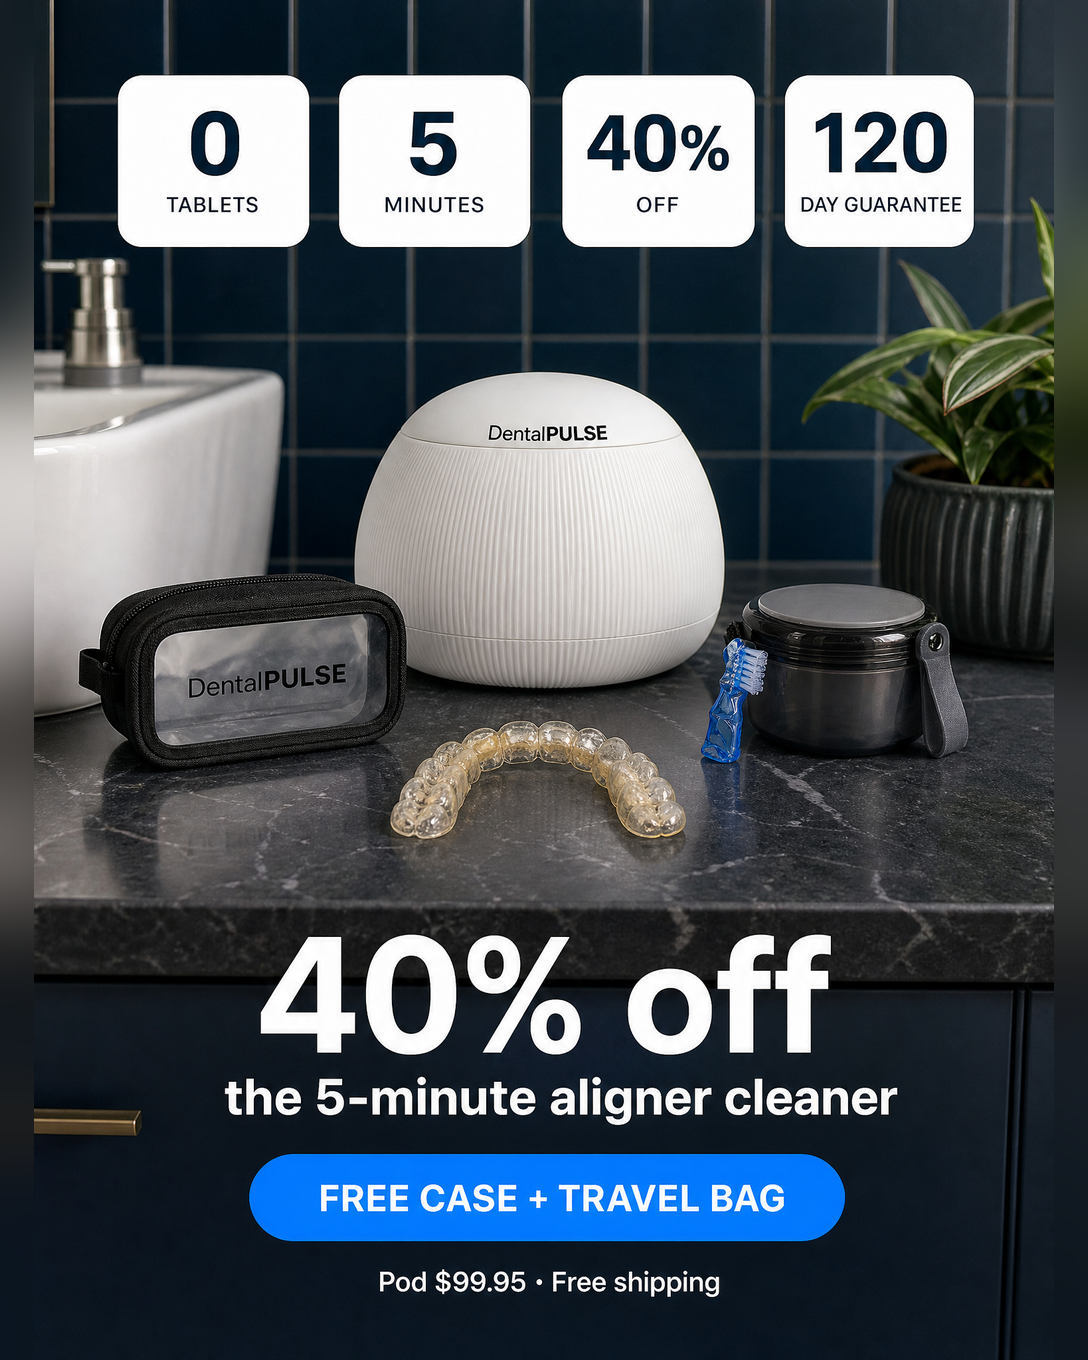 0
TABLETS
5
MINUTES
40%
OFF
120
DAY GUARANTEE
DentalPULSE
DentalPULSE
40% off
the 5-minute aligner cleaner
FREE CASE + TRAVEL BAG
Pod $99.95 • Free shipping